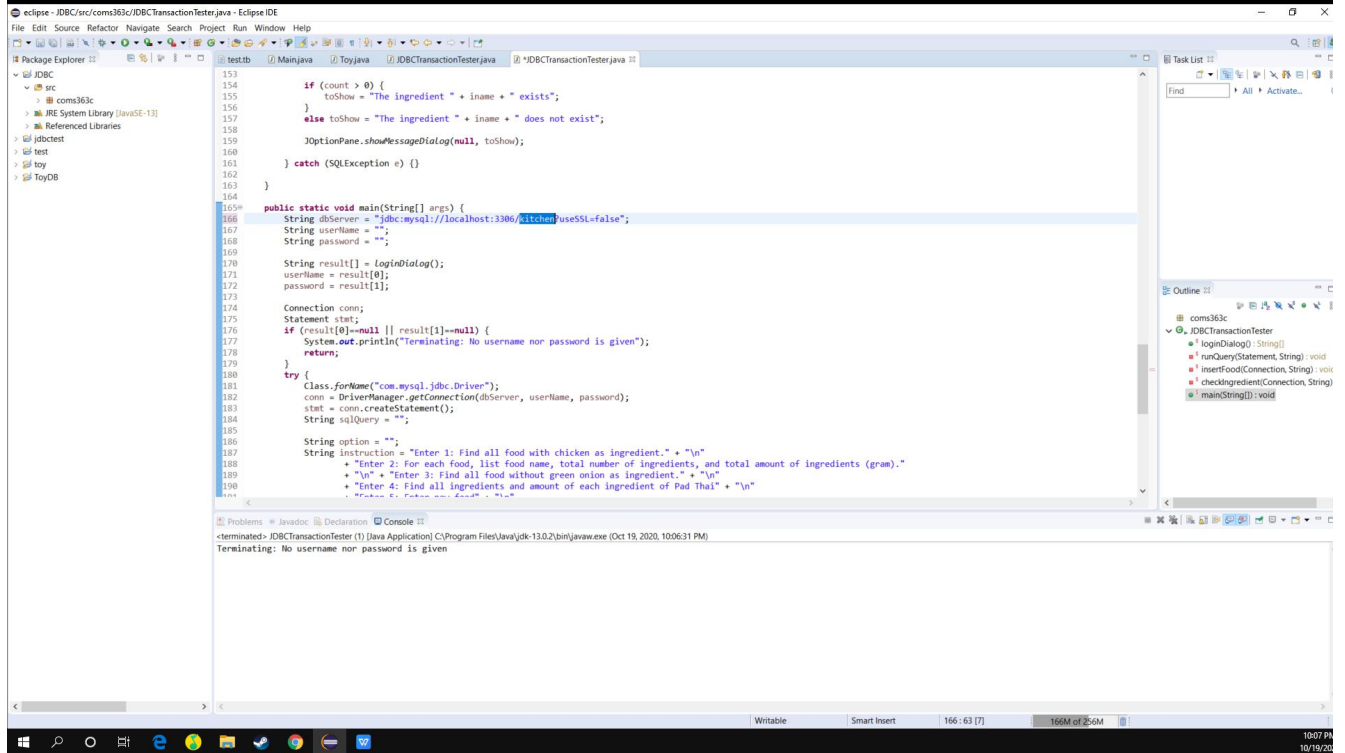 eclipse - JDBC/src/coms363c/JDBCTransactionTester.java - Eclipse IDE
File Edit Source Refactor Navigate Search Project Run Window Help
Package Explorer
JDBC
src
coms363c
JRE System Library [JavaSE-13]
Referenced Libraries
jdbctest
test
toy
ToyDB
test.tb Main.java Toy.java JDBCTransactionTester.java *JDBCTransactionTester.java
153
154 if (count > 0) {
155 toShow = "The ingredient " + iname + " exists";
156 }
157 else toShow = "The ingredient " + iname + " does not exist";
158
159 JOptionPane.showMessageDialog(null, toShow);
160
161 } catch (SQLException e) {}
162
163 }
164
165 public static void main(String[] args) {
166 String dbServer = "jdbc:mysql://localhost:3306/kitchen?useSSL=false";
167 String userName = "";
168 String password = "";
169
170 String result[] = loginDialog();
171 userName = result[0];
172 password = result[1];
173
174 Connection conn;
175 Statement stmt;
176 if (result[0]==null || result[1]==null) {
177 System.out.println("Terminating: No username nor password is given");
178 return;
179 }
180 try {
181 Class.forName("com.mysql.jdbc.Driver");
182 conn = DriverManager.getConnection(dbServer, userName, password);
183 stmt = conn.createStatement();
184 String sqlQuery = "";
185
186 String option = "";
187 String instruction = "Enter 1: Find all food with chicken as ingredient." + "\n"
188 + "Enter 2: For each food, list food name, total number of ingredients, and total amount of ingredients (gram)."
189 + "\n" + "Enter 3: Find all food without green onion as ingredient." + "\n"
190 + "Enter 4: Find all ingredients and amount of each ingredient of Pad Thai" + "\n"
Task List
Find All Activate...
Outline
coms363c
JDBCTransactionTester
loginDialog() : String[]
runQuery(Statement, String) : void
insertFood(Connection, String) : void
checkIngredient(Connection, String)
main(String[]) : void
Problems Javadoc Declaration Console
<terminated> JDBCTransactionTester (1) [Java Application] C:\Program Files\Java\jdk-13.0.2\bin\javaw.exe (Oct 19, 2020, 10:06:31 PM)
Terminating: No username nor password is given
Writable Smart Insert 166 : 63 [7] 166M of 256M
10:07 PM
10/19/20